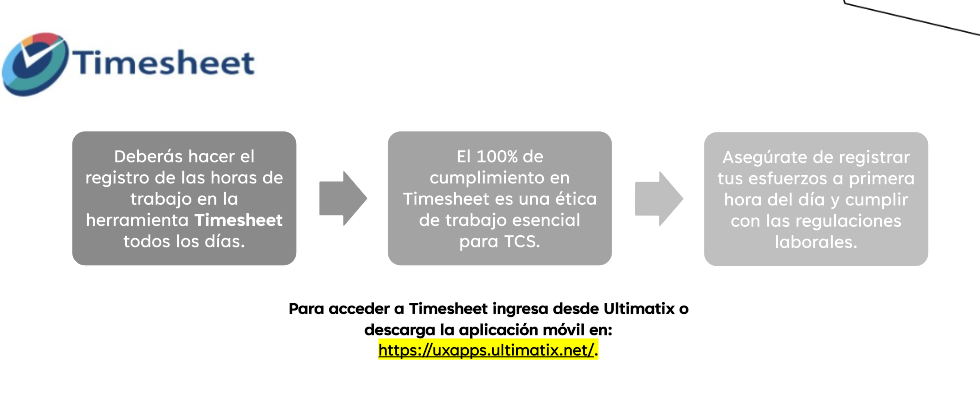 Timesheet
Deberás hacer el
registro de las horas de
trabajo en la
herramienta Timesheet
todos los días.
El 100% de
cumplimiento en
Timesheet es una ética
de trabajo esencial
para TCS.
Asegúrate de registrar
tus esfuerzos a primera
hora del día y cumplir
con las regulaciones
laborales.
Para acceder a Timesheet ingresa desde Ultimatix o
descarga la aplicación móvil en:
https://uxapps.ultimatix.net/.